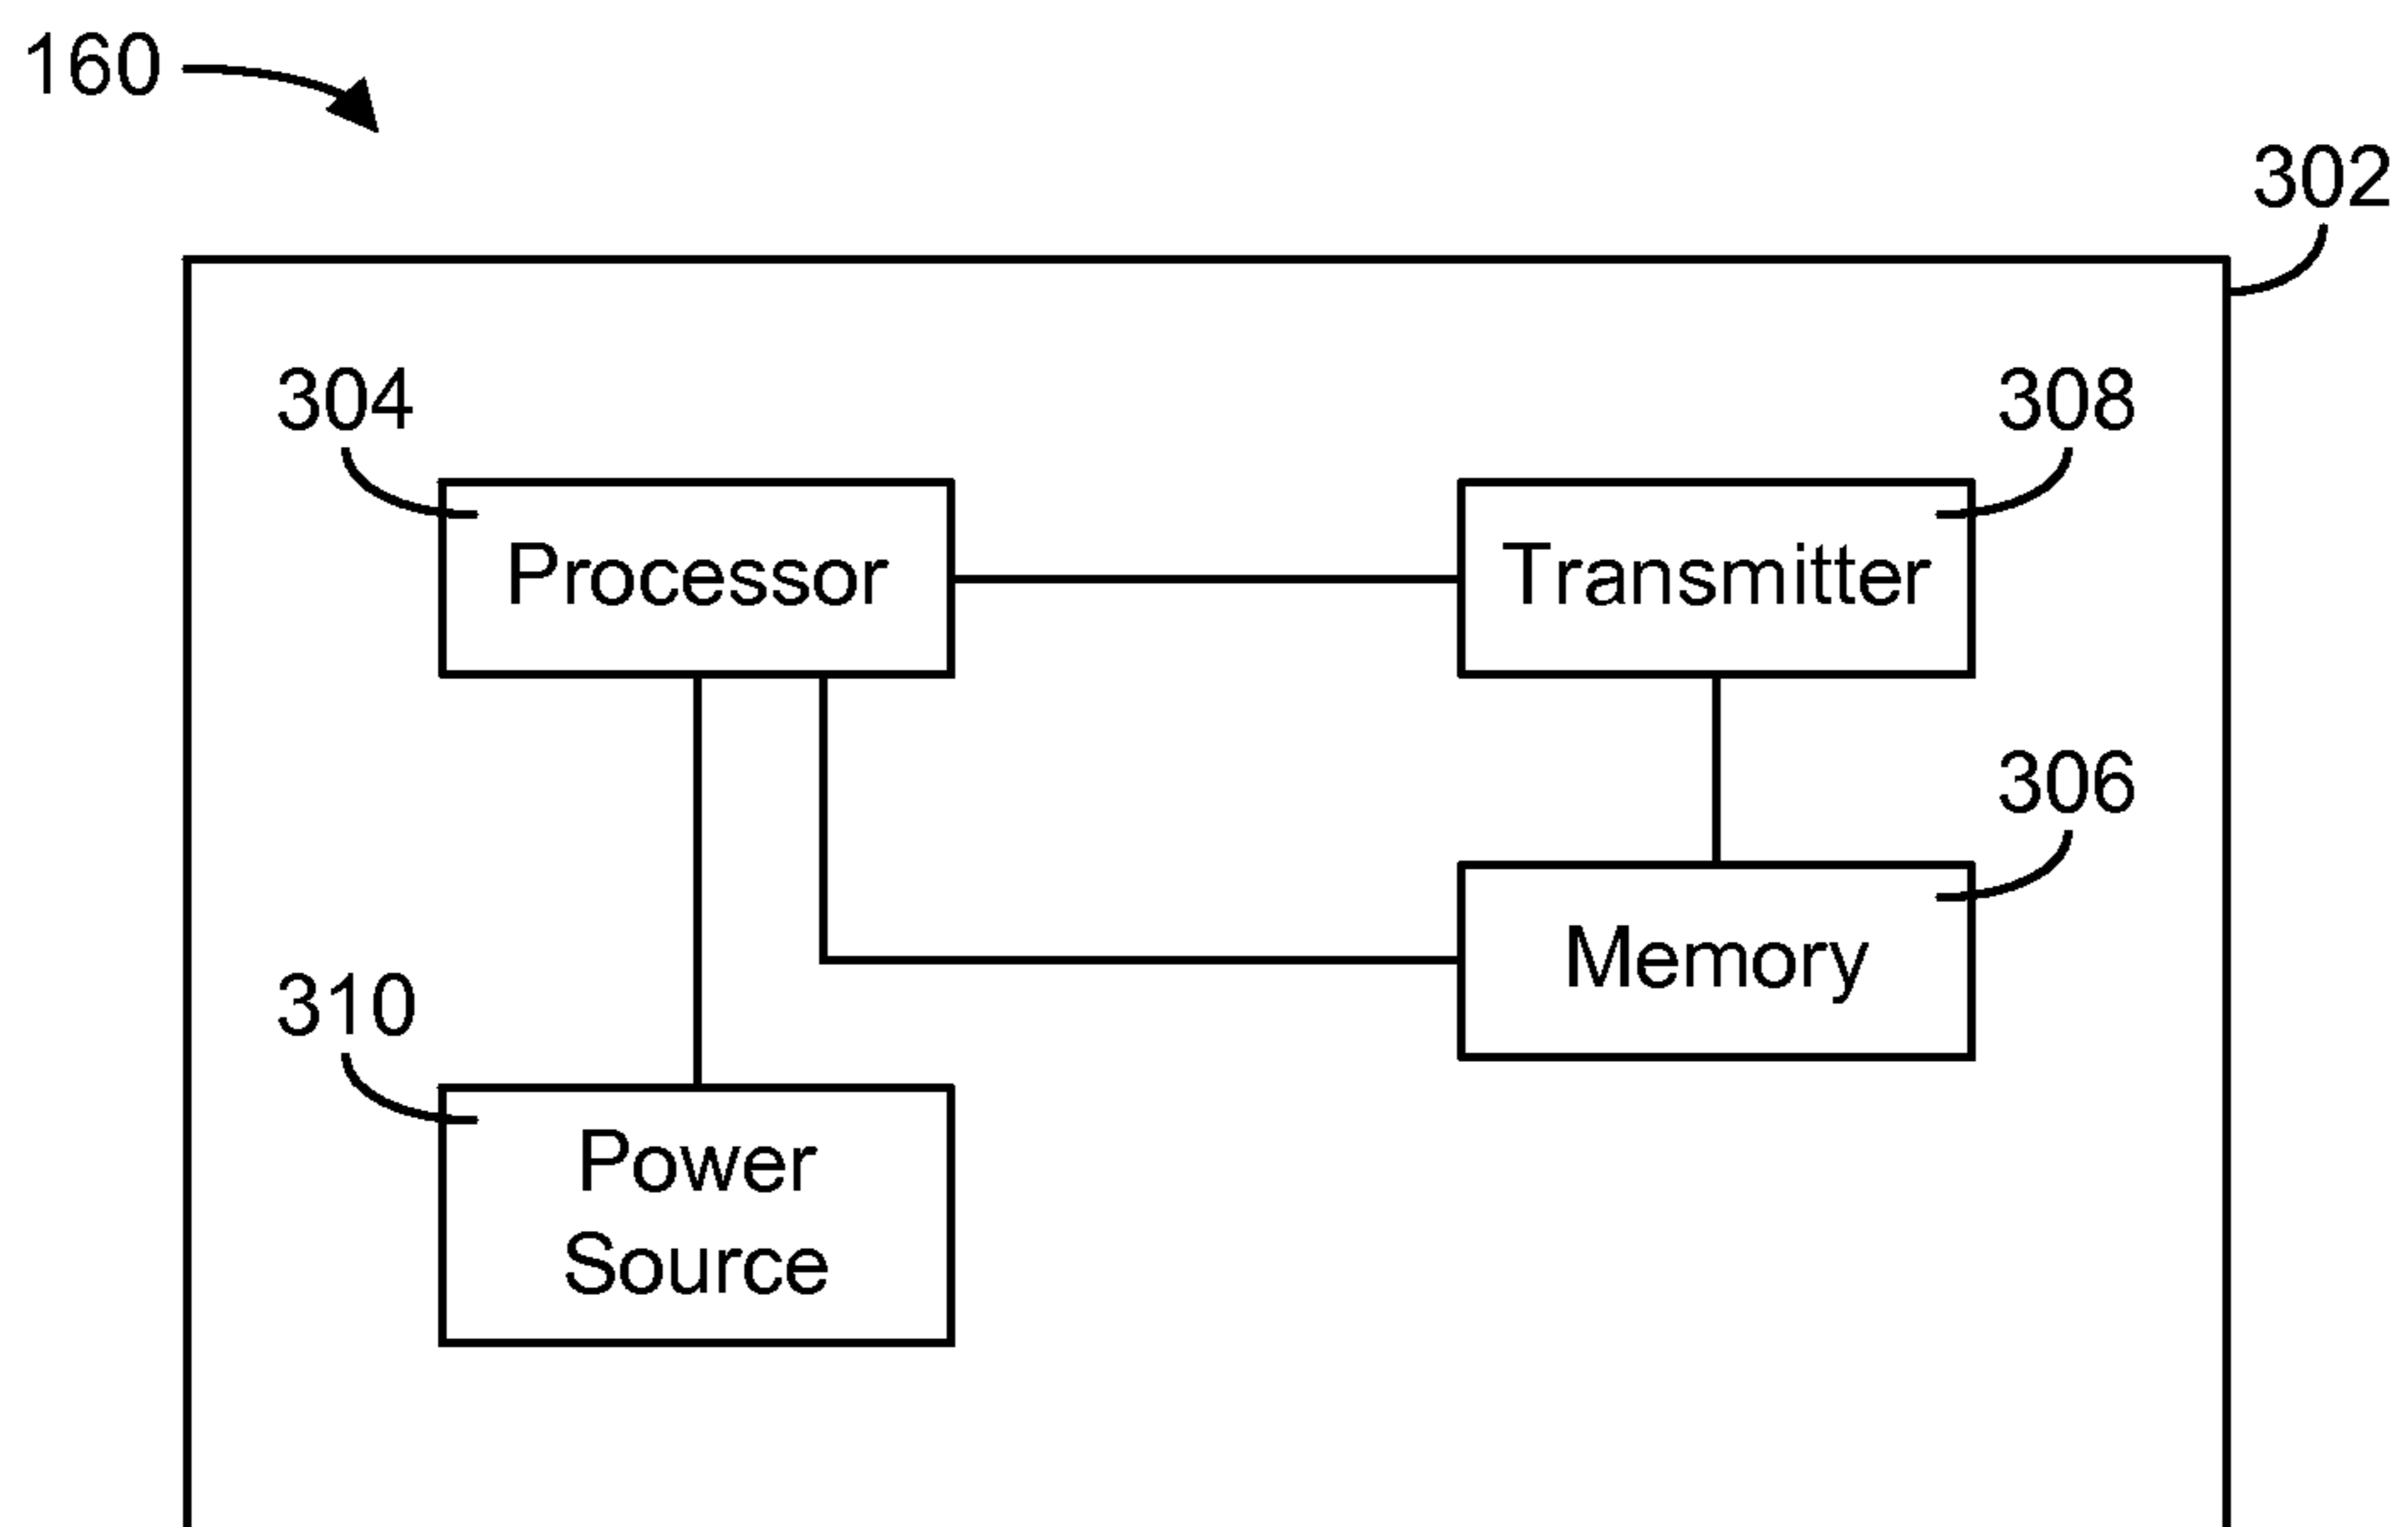 160
302
304
308
Processor
Transmitter
306
Memory
310
Power
Source